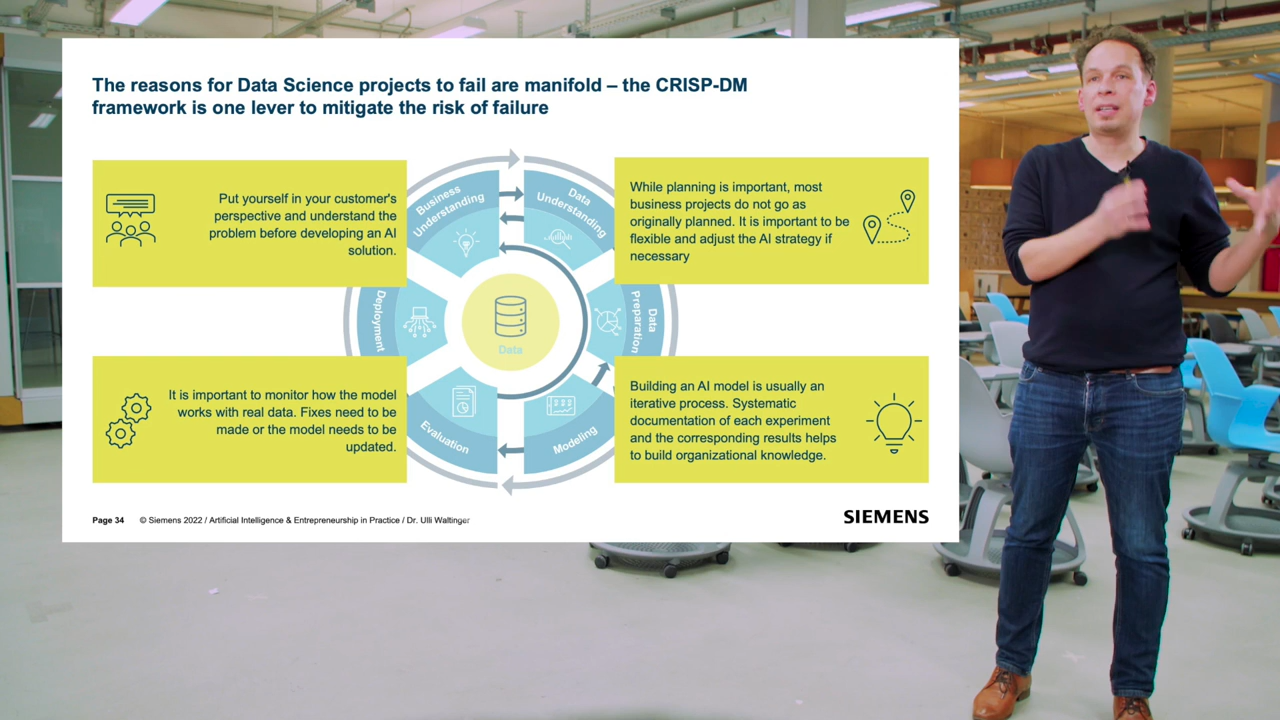 The reasons for Data Science projects to fail are manifold – the CRISP-DM
framework is one lever to mitigate the risk of failure
Put yourself in your customer's
perspective and understand the
problem before developing an AI
solution.
Business
Understanding
Data
Understanding
While planning is important, most
business projects do not go as
originally planned. It is important to be
flexible and adjust the AI strategy if
necessary
Deployment
Data
Data
Preparation
It is important to monitor how the model
works with real data. Fixes need to be
made or the model needs to be
updated.
Evaluation
Modeling
Building an AI model is usually an
iterative process. Systematic
documentation of each experiment
and the corresponding results helps
to build organizational knowledge.
Page 34 © Siemens 2022 / Artificial Intelligence & Entrepreneurship in Practice / Dr. Ulli Waltinger
SIEMENS